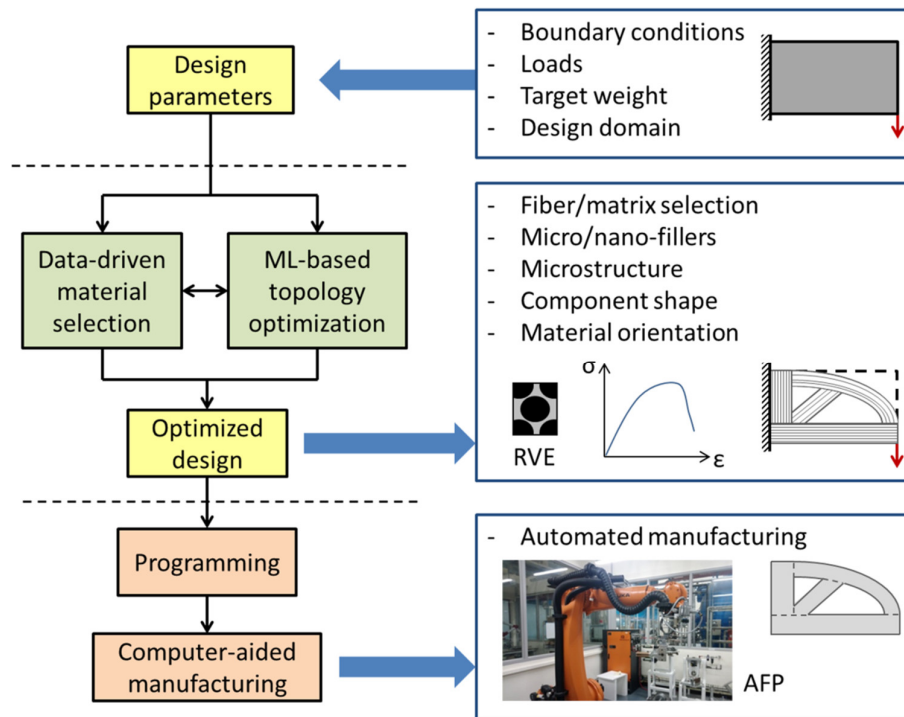 Design
parameters
- Boundary conditions
- Loads
- Target weight
- Design domain
Data-driven
material
selection
ML-based
topology
optimization
Optimized
design
- Fiber/matrix selection
- Micro/nano-fillers
- Microstructure
- Component shape
- Material orientation
RVE
σ
ε
Programming
Computer-aided
manufacturing
- Automated manufacturing
AFP